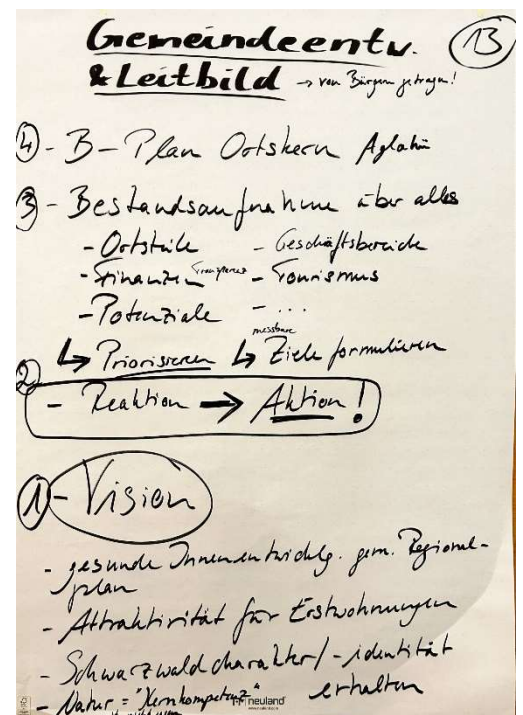 Gemeindeentw. 13
& Leitbild → von Bürgern getragen!
4 - B-Plan Ortskern
3 - Bestandsaufnahme über alles
- Ortsteile - Geschäftsbereiche
- Finanzen Transparenz - Tourismus
- Potenziale - ...
messbare
↳ Priorisieren ↳ Ziele formulieren
2
- Reaktion → Aktion!
1 - Vision
- gesunde Innenentwicklg. gem. Regional-
plan
- Attraktivität für Erstwohnungen
- Schwarzwaldcharakter/-identität
erhalten
- Natur = "Kernkompetenz"
neuland